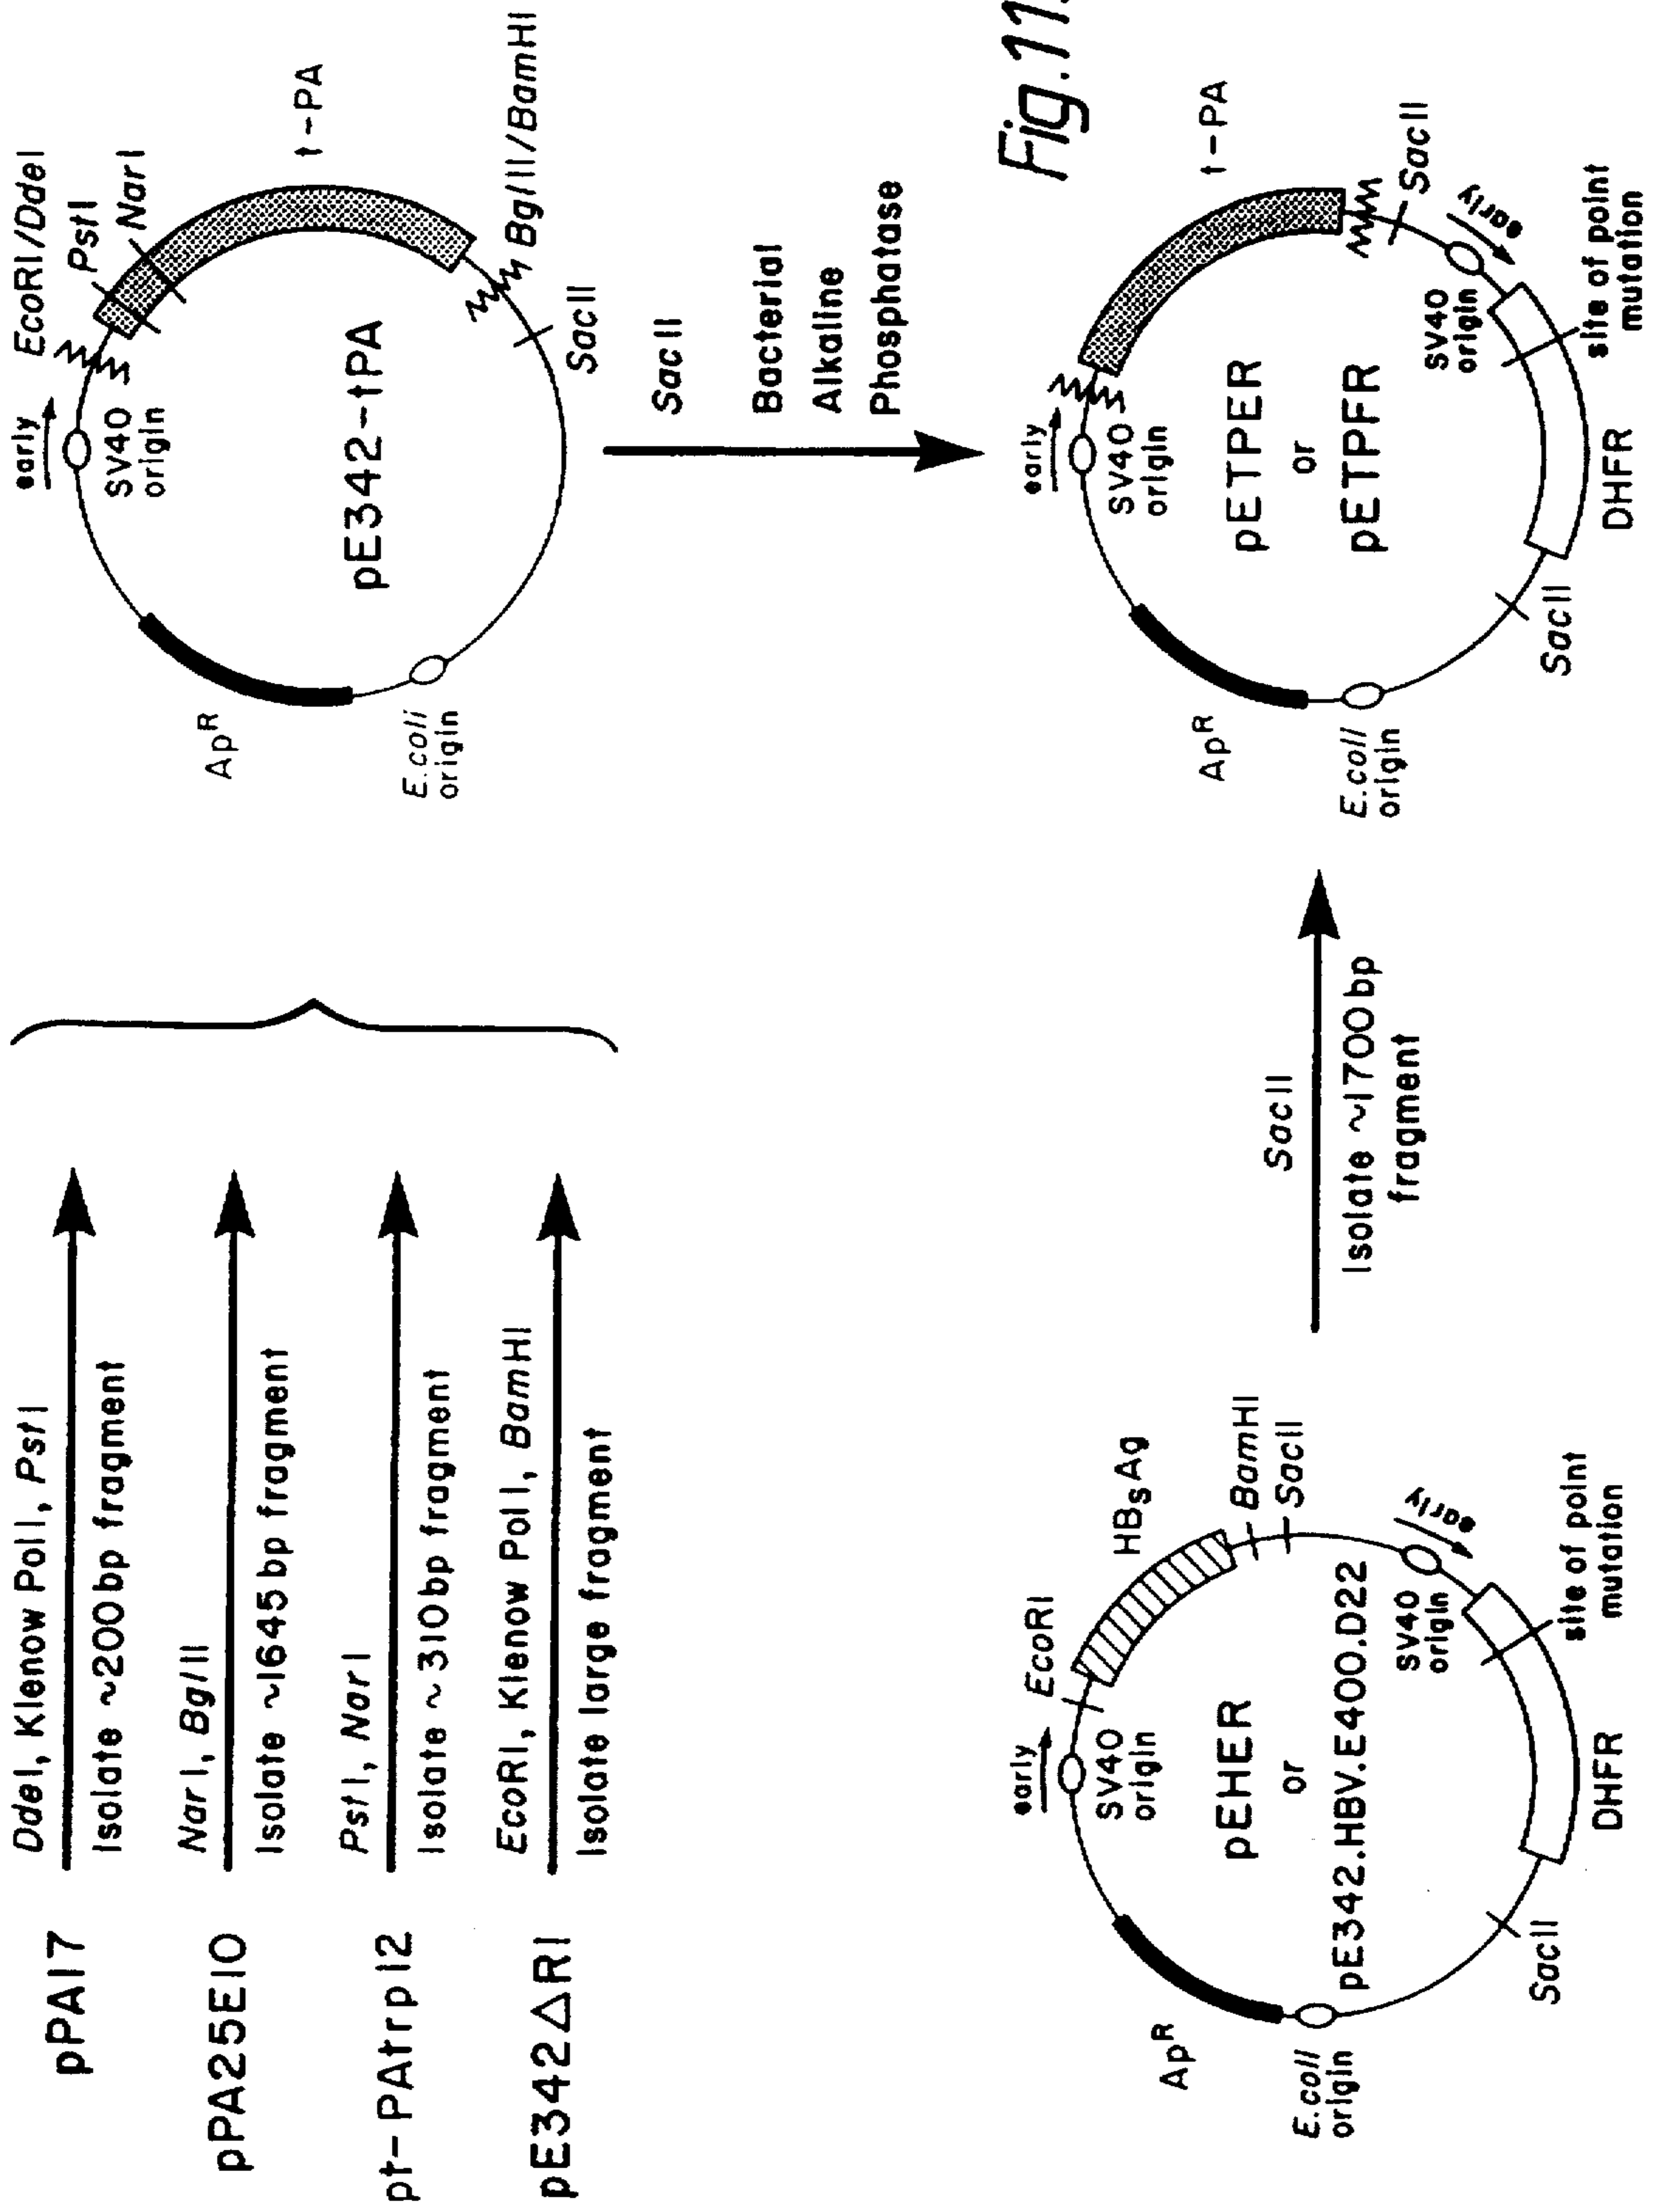 pPA17
DdeI, Klenow PolI, PstI
Isolate ~200bp fragment
pPA25E10
NarI, BglII
Isolate ~1645bp fragment
pt-PAtrp12
PstI, NarI
Isolate ~310bp fragment
pE342△R1
EcoRI, Klenow PolI, BamHI
Isolate large fragment
early
SV40
origin
EcoRI/DdeI
PstI
NarI
t-PA
BglII/BamHI
SacII
pE342-tPA
ApR
E.coli
origin
SacII
Bacterial
Alkaline
Phosphatase
early
SV40
origin
EcoRI
HBsAg
BamHI
SacII
pEHER
or
pE342.HBV.E400.D22
early
SV40
origin
site of point
mutation
DHFR
SacII
E.coli
origin
ApR
SacII
Isolate ~1700bp
fragment
Fig.11.
early
SV40
origin
t-PA
SacII
pETPER
or
pETPFR
early
SV40
origin
site of point
mutation
DHFR
SacII
E.coli
origin
ApR